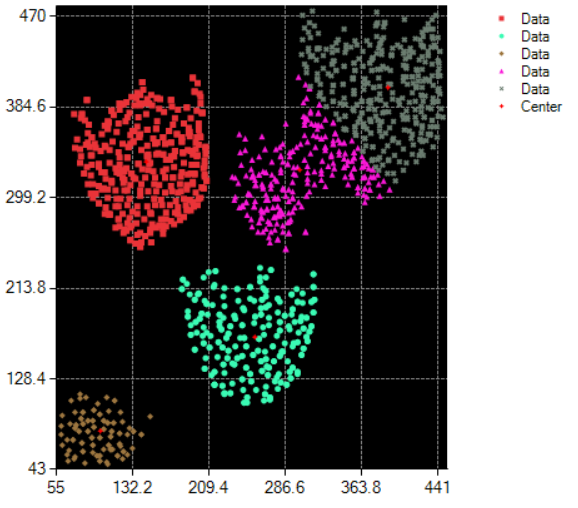 470
384.6
299.2
213.8
128.4
43
55 132.2 209.4 286.6 363.8 441
Data
Data
Data
Data
Data
Center